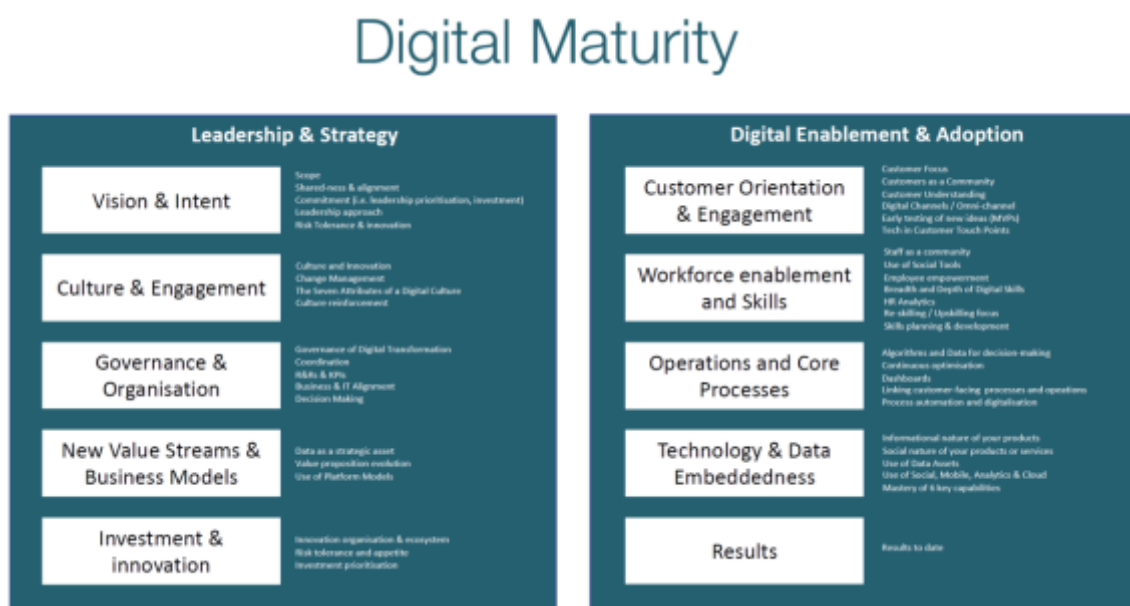 Digital Maturity
Leadership & Strategy
Vision & Intent
Scope
Shared-ness & alignment
Commitment (i.e. leadership prioritisation, investment)
Leadership approach
Risk Tolerance & innovation
Culture & Engagement
Culture and Innovation
Change Management
The Seven Attributes of a Digital Culture
Culture reinforcement
Governance &
Organisation
Governance of Digital Transformation
Coordination
R&Rs & KPIs
Business & IT Alignment
Decision Making
New Value Streams &
Business Models
Data as a strategic asset
Value proposition evolution
Use of Platform Models
Investment &
innovation
Innovation organisation & ecosystem
Risk tolerance and appetite
Investment prioritisation
Digital Enablement & Adoption
Customer Orientation
& Engagement
Customer Focus
Customers as a Community
Customer Understanding
Digital Channels / Omni-channel
Early testing of new ideas (MVPs)
Tech in Customer Touch Points
Workforce enablement
and Skills
Staff as a community
Use of Social Tools
Employee empowerment
Breadth and Depth of Digital Skills
HR Analytics
Re-skilling / Upskilling focus
Skills planning & development
Operations and Core
Processes
Algorithms and Data for decision-making
Continuous optimisation
Dashboards
Linking customer-facing processes and opeations
Process automation and digitalisation
Technology & Data
Embeddedness
Informational nature of your products
Social nature of your products or services
Use of Data Assets
Use of Social, Mobile, Analytics & Cloud
Mastery of 6 key capabilities
Results
Results to date